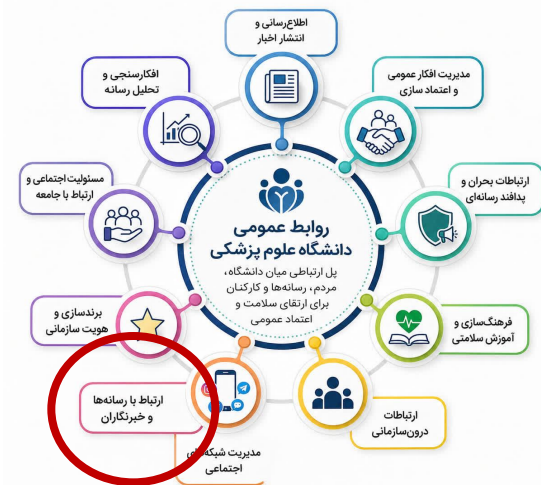 اطلاع‌رسانی و
انتشار اخبار
افکارسنجی و
تحلیل رسانه
مدیریت افکار عمومی
و اعتماد سازی
مسئولیت اجتماعی و
ارتباط با جامعه
ارتباطات بحران و
پدافند رسانه‌ای
روابط عمومی
دانشگاه علوم پزشکی
پل ارتباطی میان دانشگاه،
مردم، رسانه‌ها و کارکنان
برای ارتقای سلامت و
اعتماد عمومی
برندسازی و
هویت سازمانی
فرهنگ‌سازی و
آموزش سلامتی
ارتباط با رسانه‌ها
و خبرنگاران
ارتباطات
درون‌سازمانی
مدیریت شبکه‌های
اجتماعی